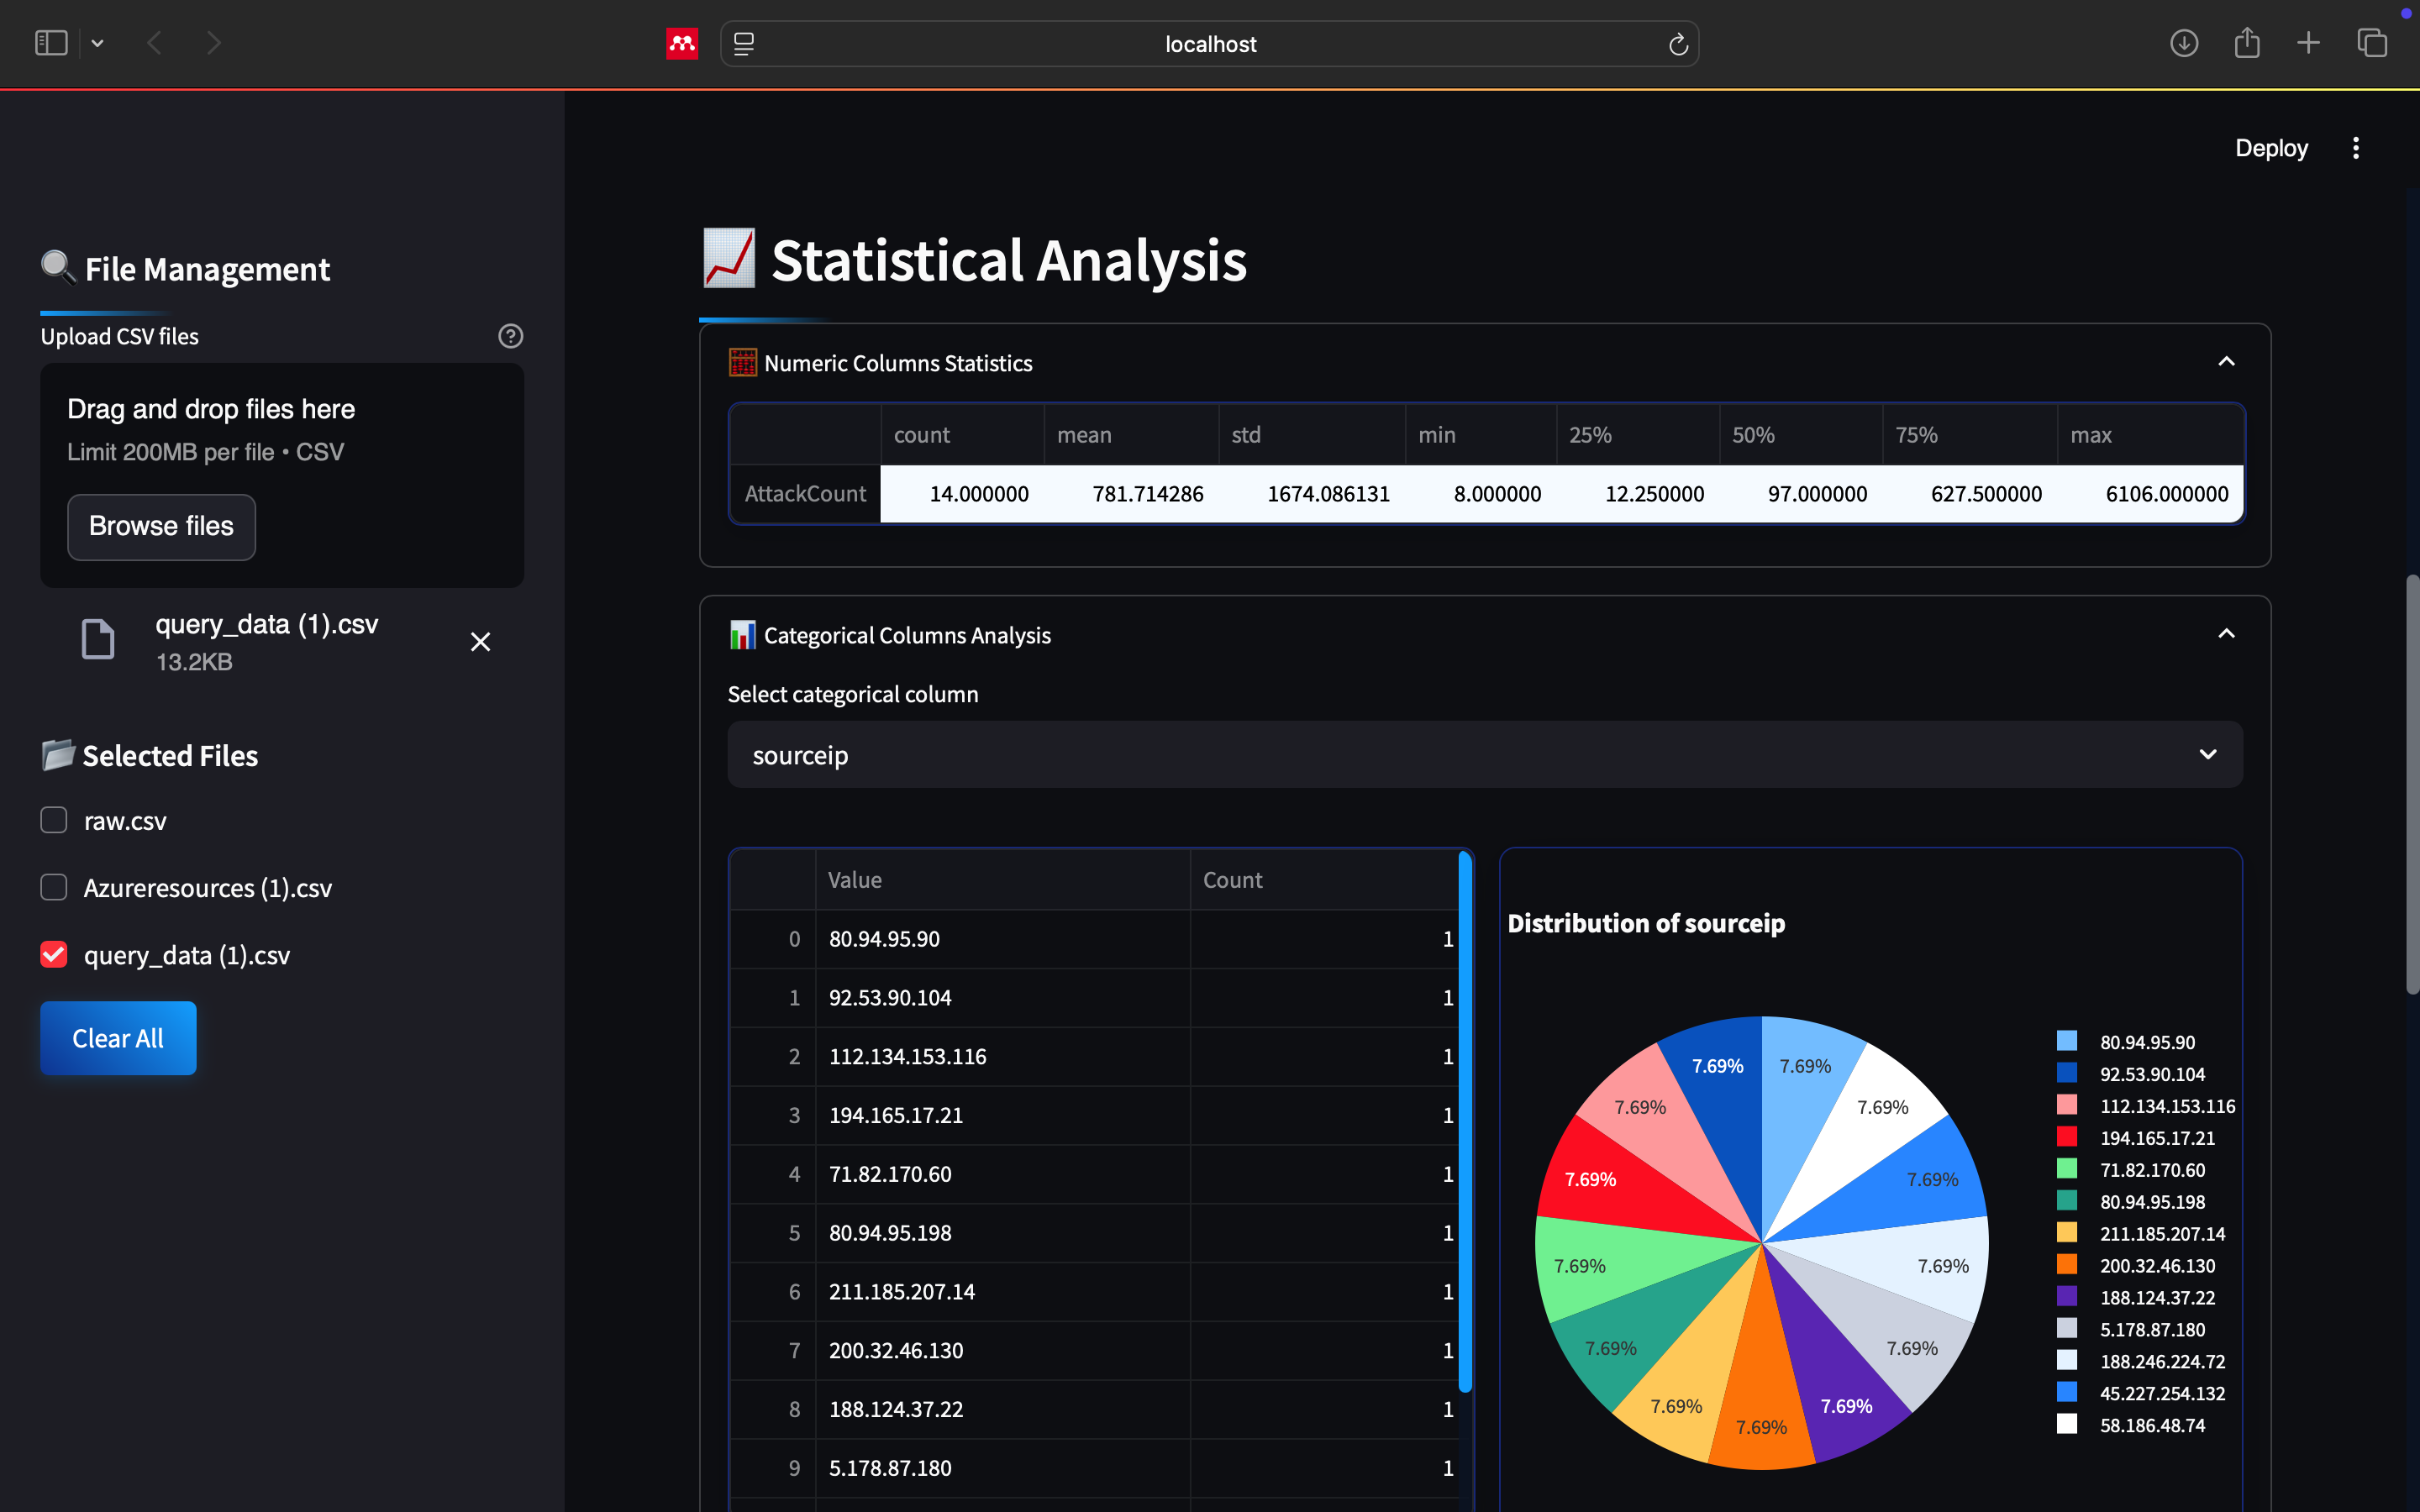 localhost
Deploy
File Management
Upload CSV files
Drag and drop files here
Limit 200MB per file • CSV
Browse files
query_data (1).csv
13.2KB
Selected Files
raw.csv
Azureresources (1).csv
query_data (1).csv
Clear All
Statistical Analysis
Numeric Columns Statistics
count mean std min 25% 50% 75% max
AttackCount 14.000000 781.714286 1674.086131 8.000000 12.250000 97.000000 627.500000 6106.000000
Categorical Columns Analysis
Select categorical column
sourceip
Value Count
0 80.94.95.90 1
1 92.53.90.104 1
2 112.134.153.116 1
3 194.165.17.21 1
4 71.82.170.60 1
5 80.94.95.198 1
6 211.185.207.14 1
7 200.32.46.130 1
8 188.124.37.22 1
9 5.178.87.180 1
Distribution of sourceip
7.69%
7.69%
7.69%
7.69%
7.69%
7.69%
7.69%
7.69%
7.69%
7.69%
7.69%
7.69%
7.69%
80.94.95.90
92.53.90.104
112.134.153.116
194.165.17.21
71.82.170.60
80.94.95.198
211.185.207.14
200.32.46.130
188.124.37.22
5.178.87.180
188.246.224.72
45.227.254.132
58.186.48.74